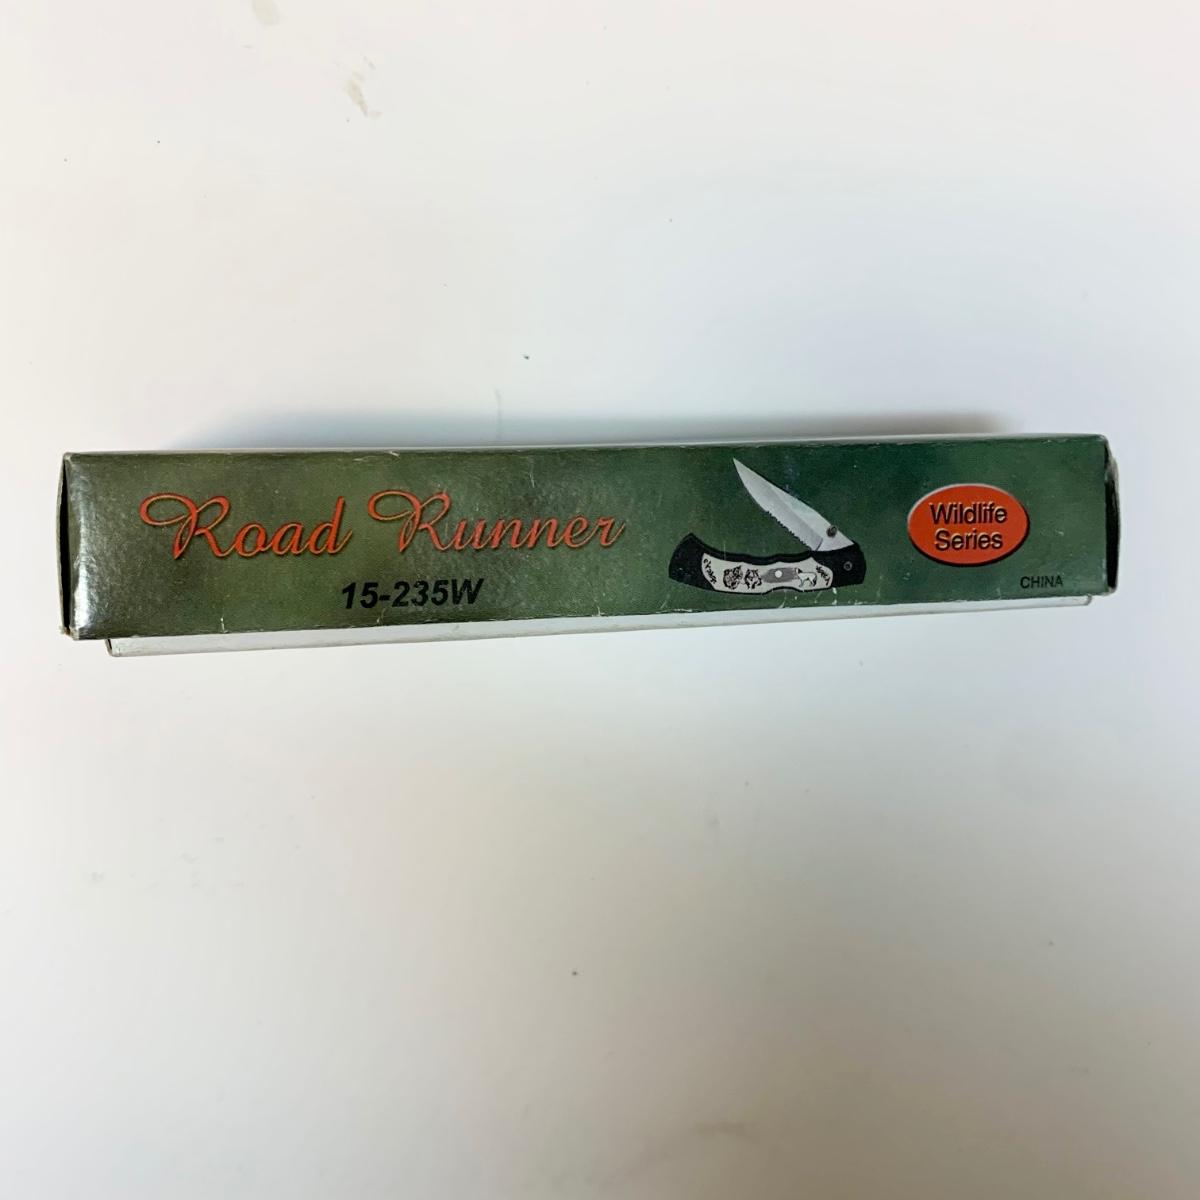 Road Runner
15-235W
Wildlife
Series
CHINA